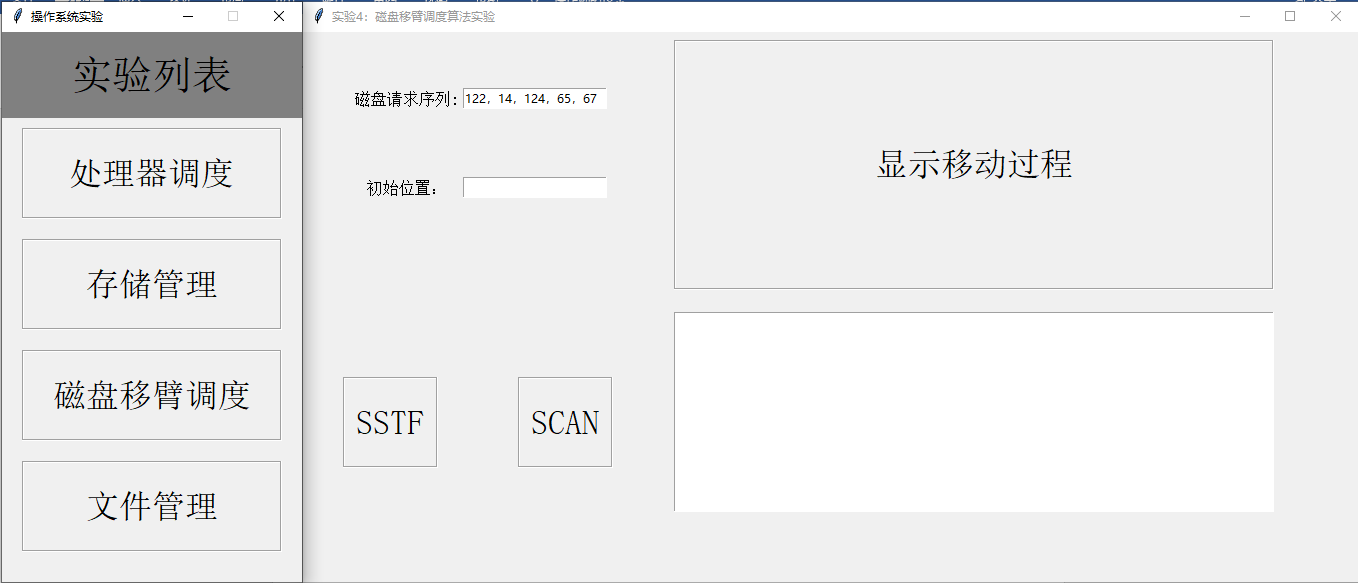 操作系统实验
实验列表
处理器调度
存储管理
磁盘移臂调度
文件管理
实验4：磁盘移臂调度算法实验
磁盘请求序列：
122，14，124，65，67
初始位置：
SSTF
SCAN
显示移动过程